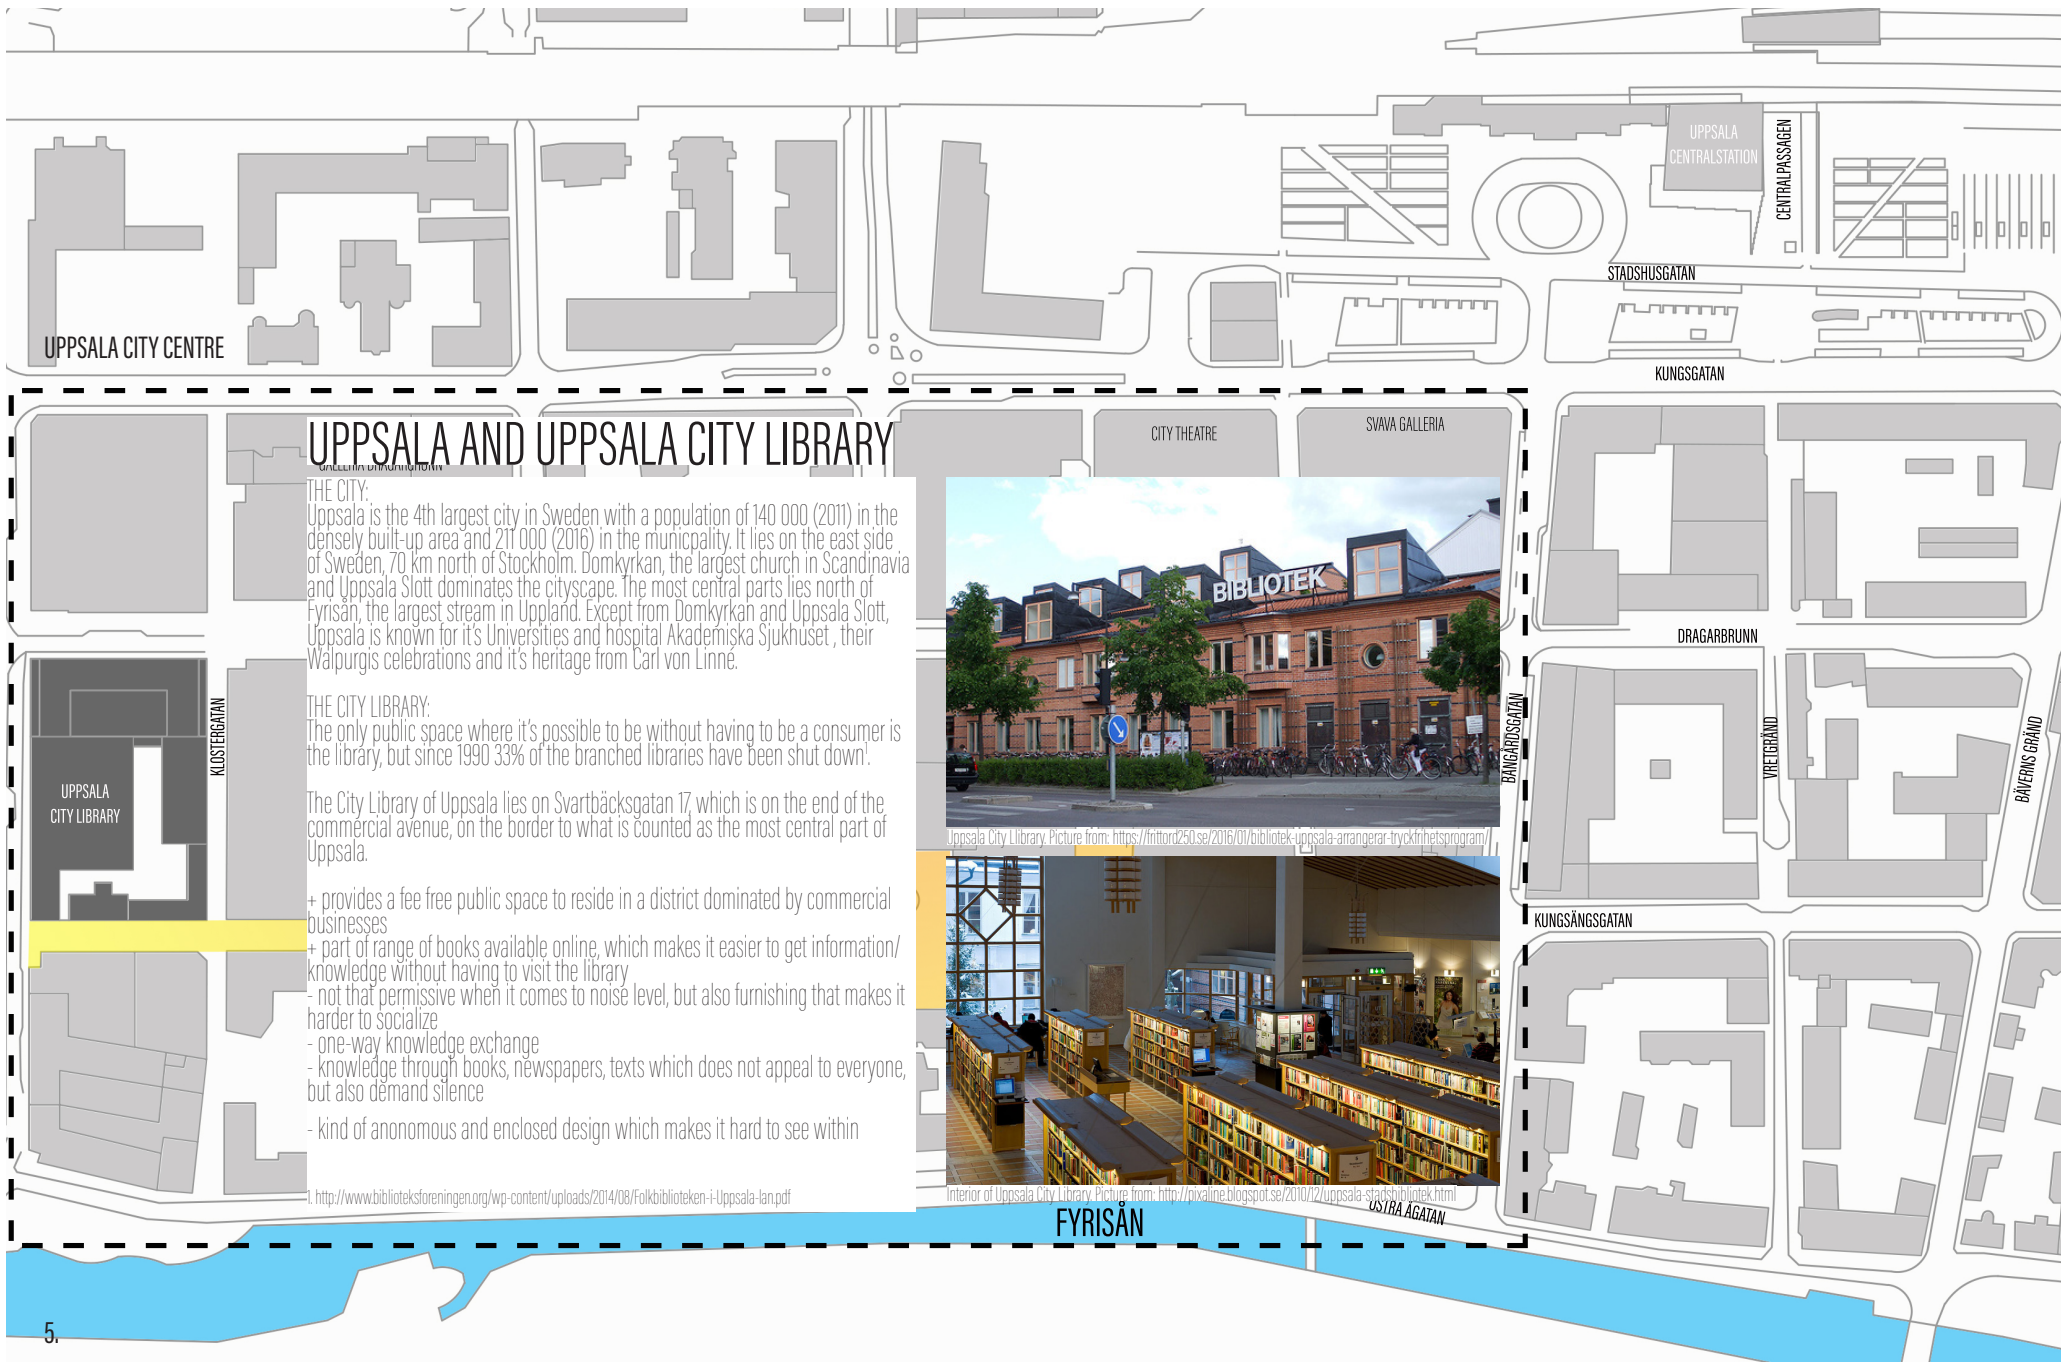 UPPSALA
CENTRALSTATION
CENTRALPASSAGEN
STADSHUSGATAN
UPPSALA CITY CENTRE
KUNGSGATAN
CITY THEATRE
SVAVA GALLERIA
UPPSALA AND UPPSALA CITY LIBRARY
GALLERIA DRAGARBRUNN
THE CITY:
Uppsala is the 4th largest city in Sweden with a population of 140 000 (2011) in the
densely built-up area and 211 000 (2016) in the municpality. It lies on the east side
of Sweden, 70 km north of Stockholm. Domkyrkan, the largest church in Scandinavia
and Uppsala Slott dominates the cityscape. The most central parts lies north of
Fyrisån, the largest stream in Uppland. Except from Domkyrkan and Uppsala Slott,
Uppsala is known for it's Universities and hospital Akademiska Sjukhuset , their
Walpurgis celebrations and it's heritage from Carl von Linné.
THE CITY LIBRARY:
The only public space where it's possible to be without having to be a consumer is
the library, but since 1990 33% of the branched libraries have been shut down¹.
The City Library of Uppsala lies on Svartbäcksgatan 17, which is on the end of the
commercial avenue, on the border to what is counted as the most central part of
Uppsala.
+ provides a fee free public space to reside in a district dominated by commercial
businesses
+ part of range of books available online, which makes it easier to get information/
knowledge without having to visit the library
- not that permissive when it comes to noise level, but also furnishing that makes it
harder to socialize
- one-way knowledge exchange
- knowledge through books, newspapers, texts which does not appeal to everyone,
but also demand silence
- kind of anonomous and enclosed design which makes it hard to see within
1. http://www.biblioteksforeningen.org/wp-content/uploads/2014/08/Folkbiblioteken-i-Uppsala-lan.pdf
BIBLIOTEK
Uppsala City Llibrary. Picture from: https://frittord250.se/2016/01/bibliotek-uppsala-arrangerar-tryckfrihetsprogram/
Interior of Uppsala City Library. Picture from: http://pixaline.blogspot.se/2010/12/uppsala-stadsbibliotek.html
DRAGARBRUNN
KLOSTERGATAN
UPPSALA
CITY LIBRARY
BANGÅRDSGATAN
VRETGRÄND
BÄVERNS GRÄND
KUNGSÄNGSGATAN
ÖSTRA ÅGATAN
FYRISÅN
5.